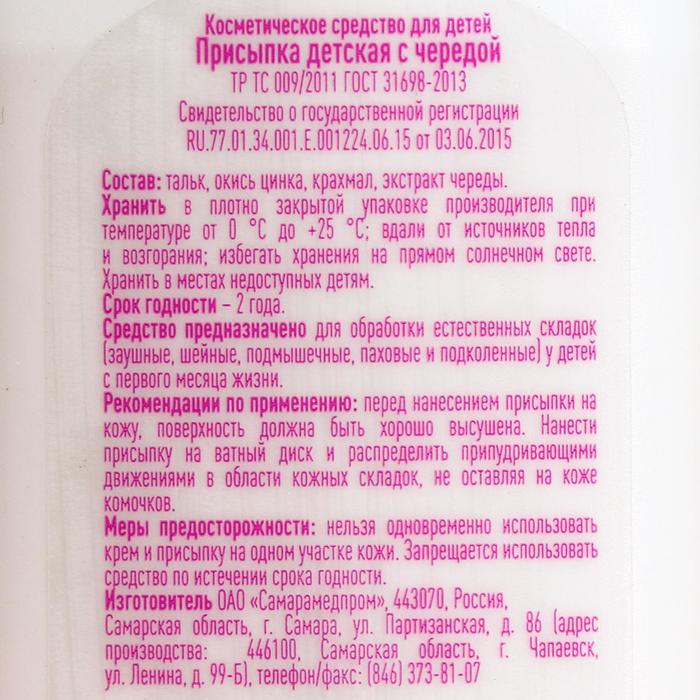 Косметическое средство для детей
Присыпка детская с чередой
ТР ТС 009/2011 ГОСТ 31698-2013
Свидетельство о государственной регистрации
RU.77.01.34.001.Е.001224.06.15 от 03.06.2015
Состав: тальк, окись цинка, крахмал, экстракт череды.
Хранить в плотно закрытой упаковке производителя при
температуре от 0 °С до +25 °С; вдали от источников тепла
и возгорания; избегать хранения на прямом солнечном свете.
Хранить в местах недоступных детям.
Срок годности – 2 года.
Средство предназначено для обработки естественных складок
(заушные, шейные, подмышечные, паховые и подколенные) у детей
с первого месяца жизни.
Рекомендации по применению: перед нанесением присыпки на
кожу, поверхность должна быть хорошо высушена. Нанести
присыпку на ватный диск и распределить припудривающими
движениями в области кожных складок, не оставляя на коже
комочков.
Меры предосторожности: нельзя одновременно использовать
крем и присыпку на одном участке кожи. Запрещается использовать
средство по истечении срока годности.
Изготовитель ОАО «Самарамедпром», 443070, Россия,
Самарская область, г. Самара, ул. Партизанская, д. 86 (адрес
производства: 446100, Самарская область, г. Чапаевск,
ул. Ленина, д. 99-Б), телефон/факс: (846) 373-81-07